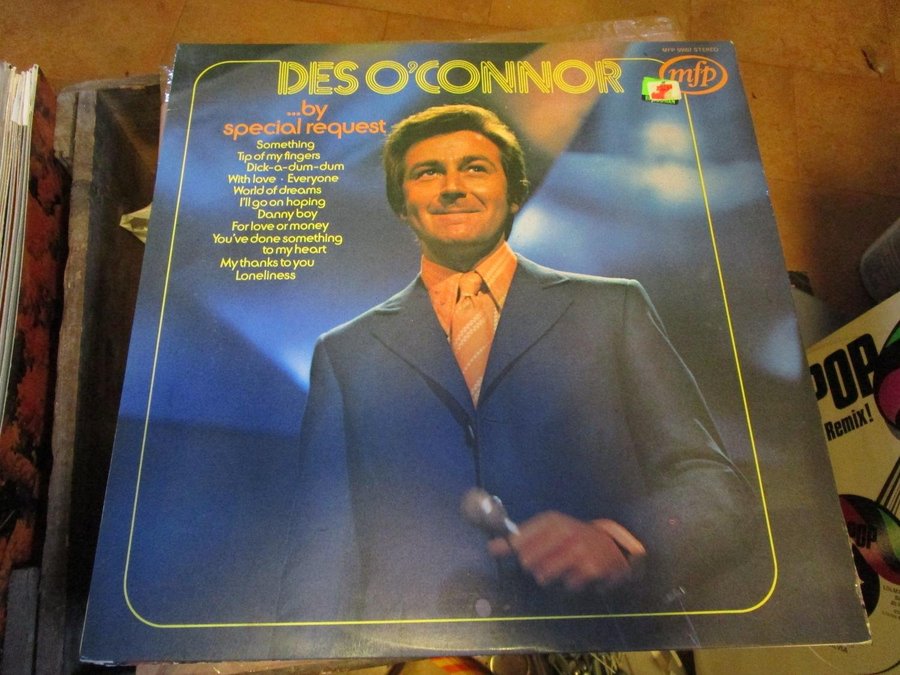 STEREO
DES O'CONNOR
mfp
...by
special request
Something
Tip of my fingers
Dick-a-dum-dum
With love · Everyone
World of dreams
I'll go on hoping
Danny boy
For love or money
You've done something
to my heart
My thanks to you
Loneliness
POP
Remix!
POP